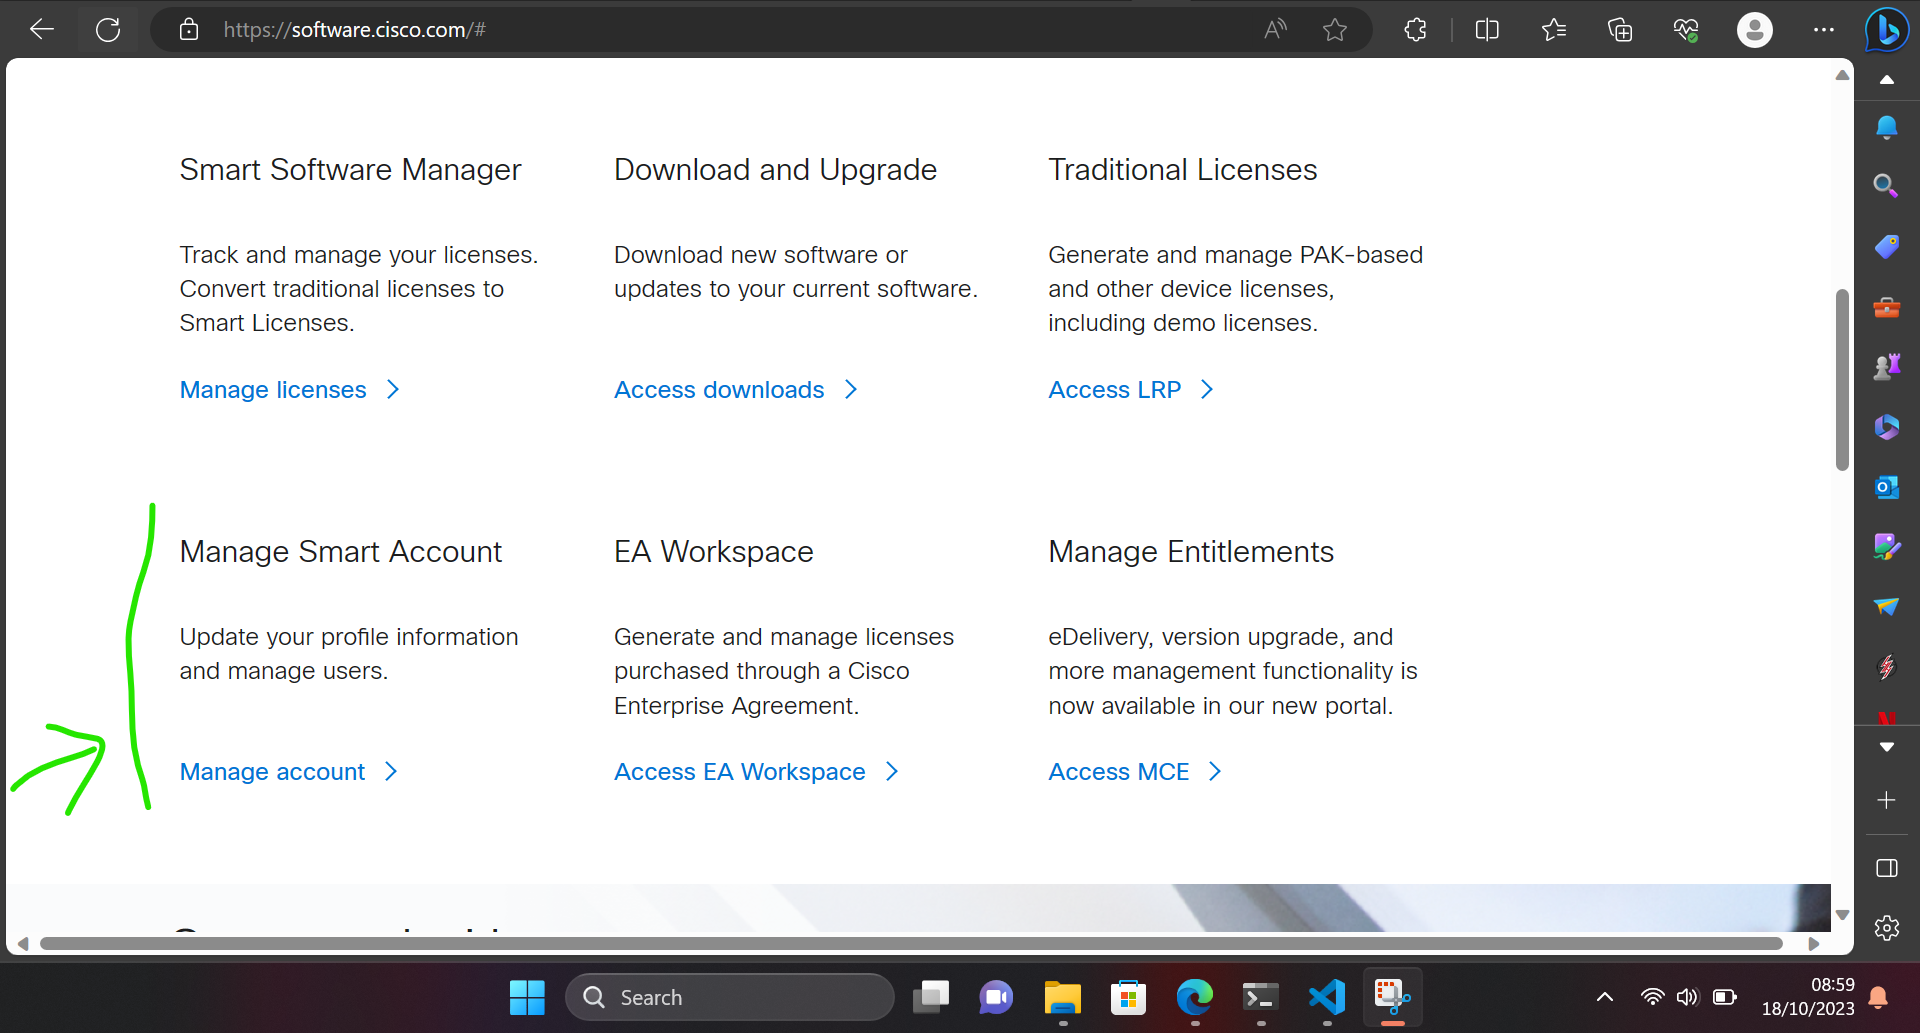 https://software.cisco.com/#
Smart Software Manager
Track and manage your licenses.
Convert traditional licenses to
Smart Licenses.
Manage licenses
Download and Upgrade
Download new software or
updates to your current software.
Access downloads
Traditional Licenses
Generate and manage PAK-based
and other device licenses,
including demo licenses.
Access LRP
Manage Smart Account
Update your profile information
and manage users.
Manage account
EA Workspace
Generate and manage licenses
purchased through a Cisco
Enterprise Agreement.
Access EA Workspace
Manage Entitlements
eDelivery, version upgrade, and
more management functionality is
now available in our new portal.
Access MCE
Search
08:59
18/10/2023